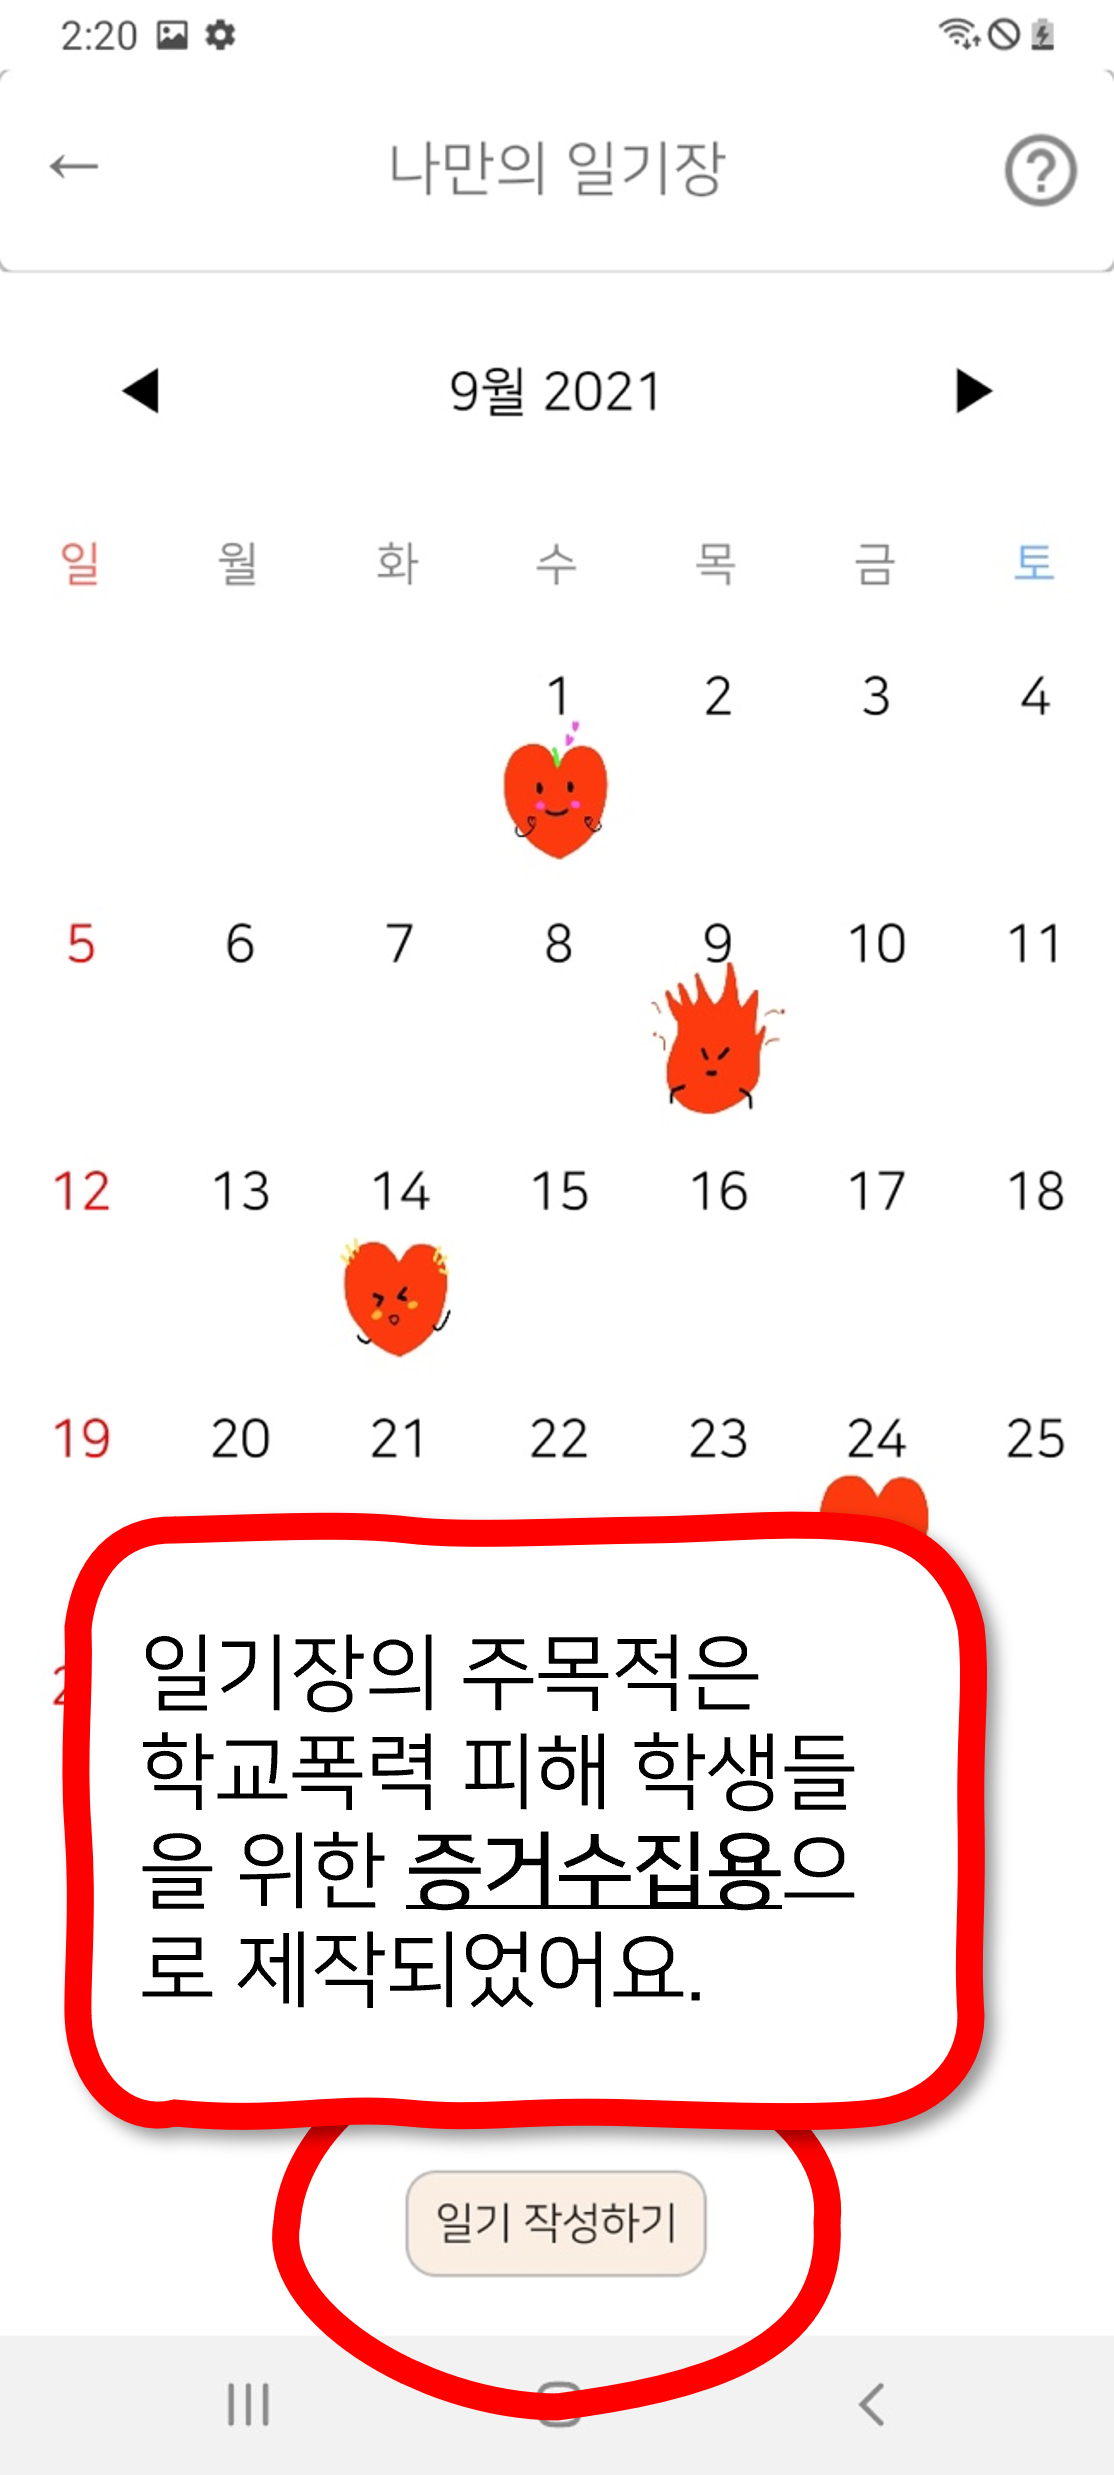 2:20
나만의 일기장
9월 2021
일 월 화 수 목 금 토
1 2 3 4
5 6 7 8 9 10 11
12 13 14 15 16 17 18
19 20 21 22 23 24 25
일기장의 주목적은
학교폭력 피해 학생들
을 위한 증거수집용으
로 제작되었어요.
일기 작성하기